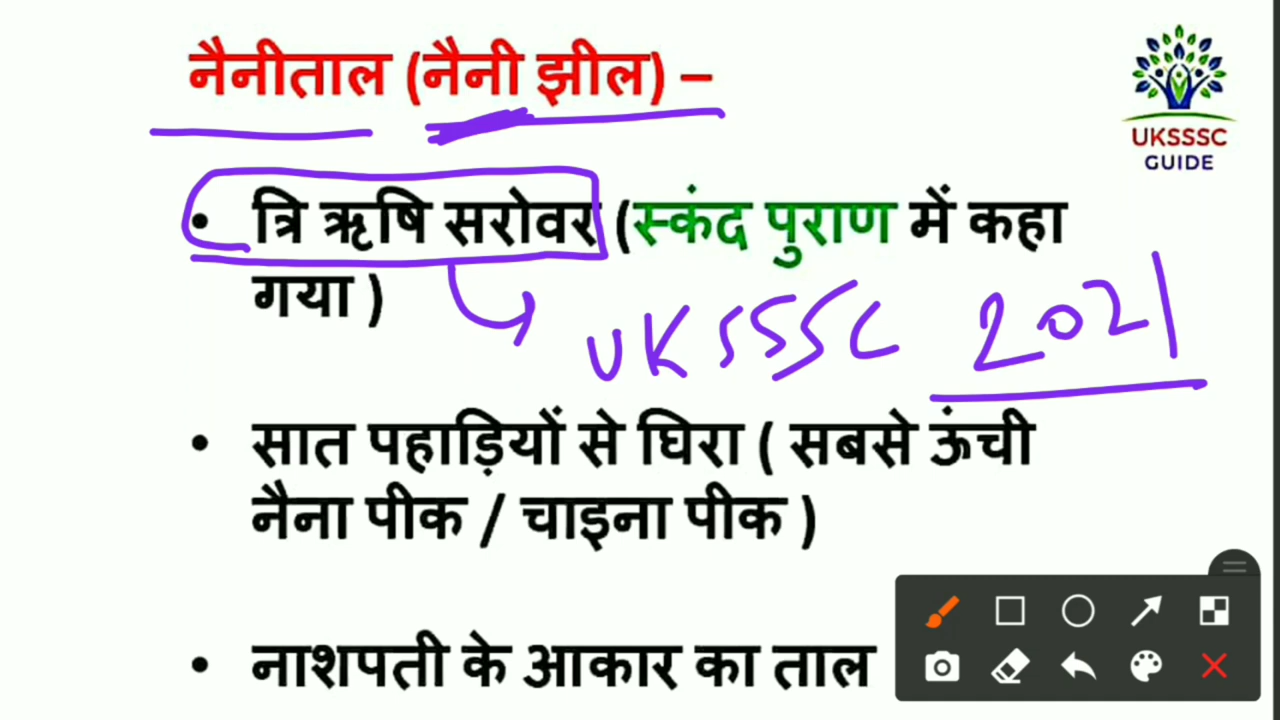 नैनीताल (नैनी झील) –
UKSSSC
GUIDE
• त्रि ऋषि सरोवर (स्कंद पुराण में कहा
गया )
UKSSSC 2021
• सात पहाड़ियों से घिरा ( सबसे ऊंची
नैना पीक / चाइना पीक )
• नाशपती के आकार का ताल